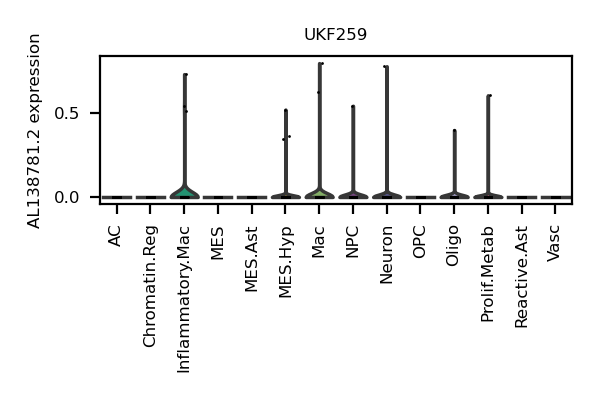 UKF259
AL138781.2 expression
0.5
0.0
AC
Chromatin.Reg
Inflammatory.Mac
MES
MES.Ast
MES.Hyp
Mac
NPC
Neuron
OPC
Oligo
Prolif.Metab
Reactive.Ast
Vasc